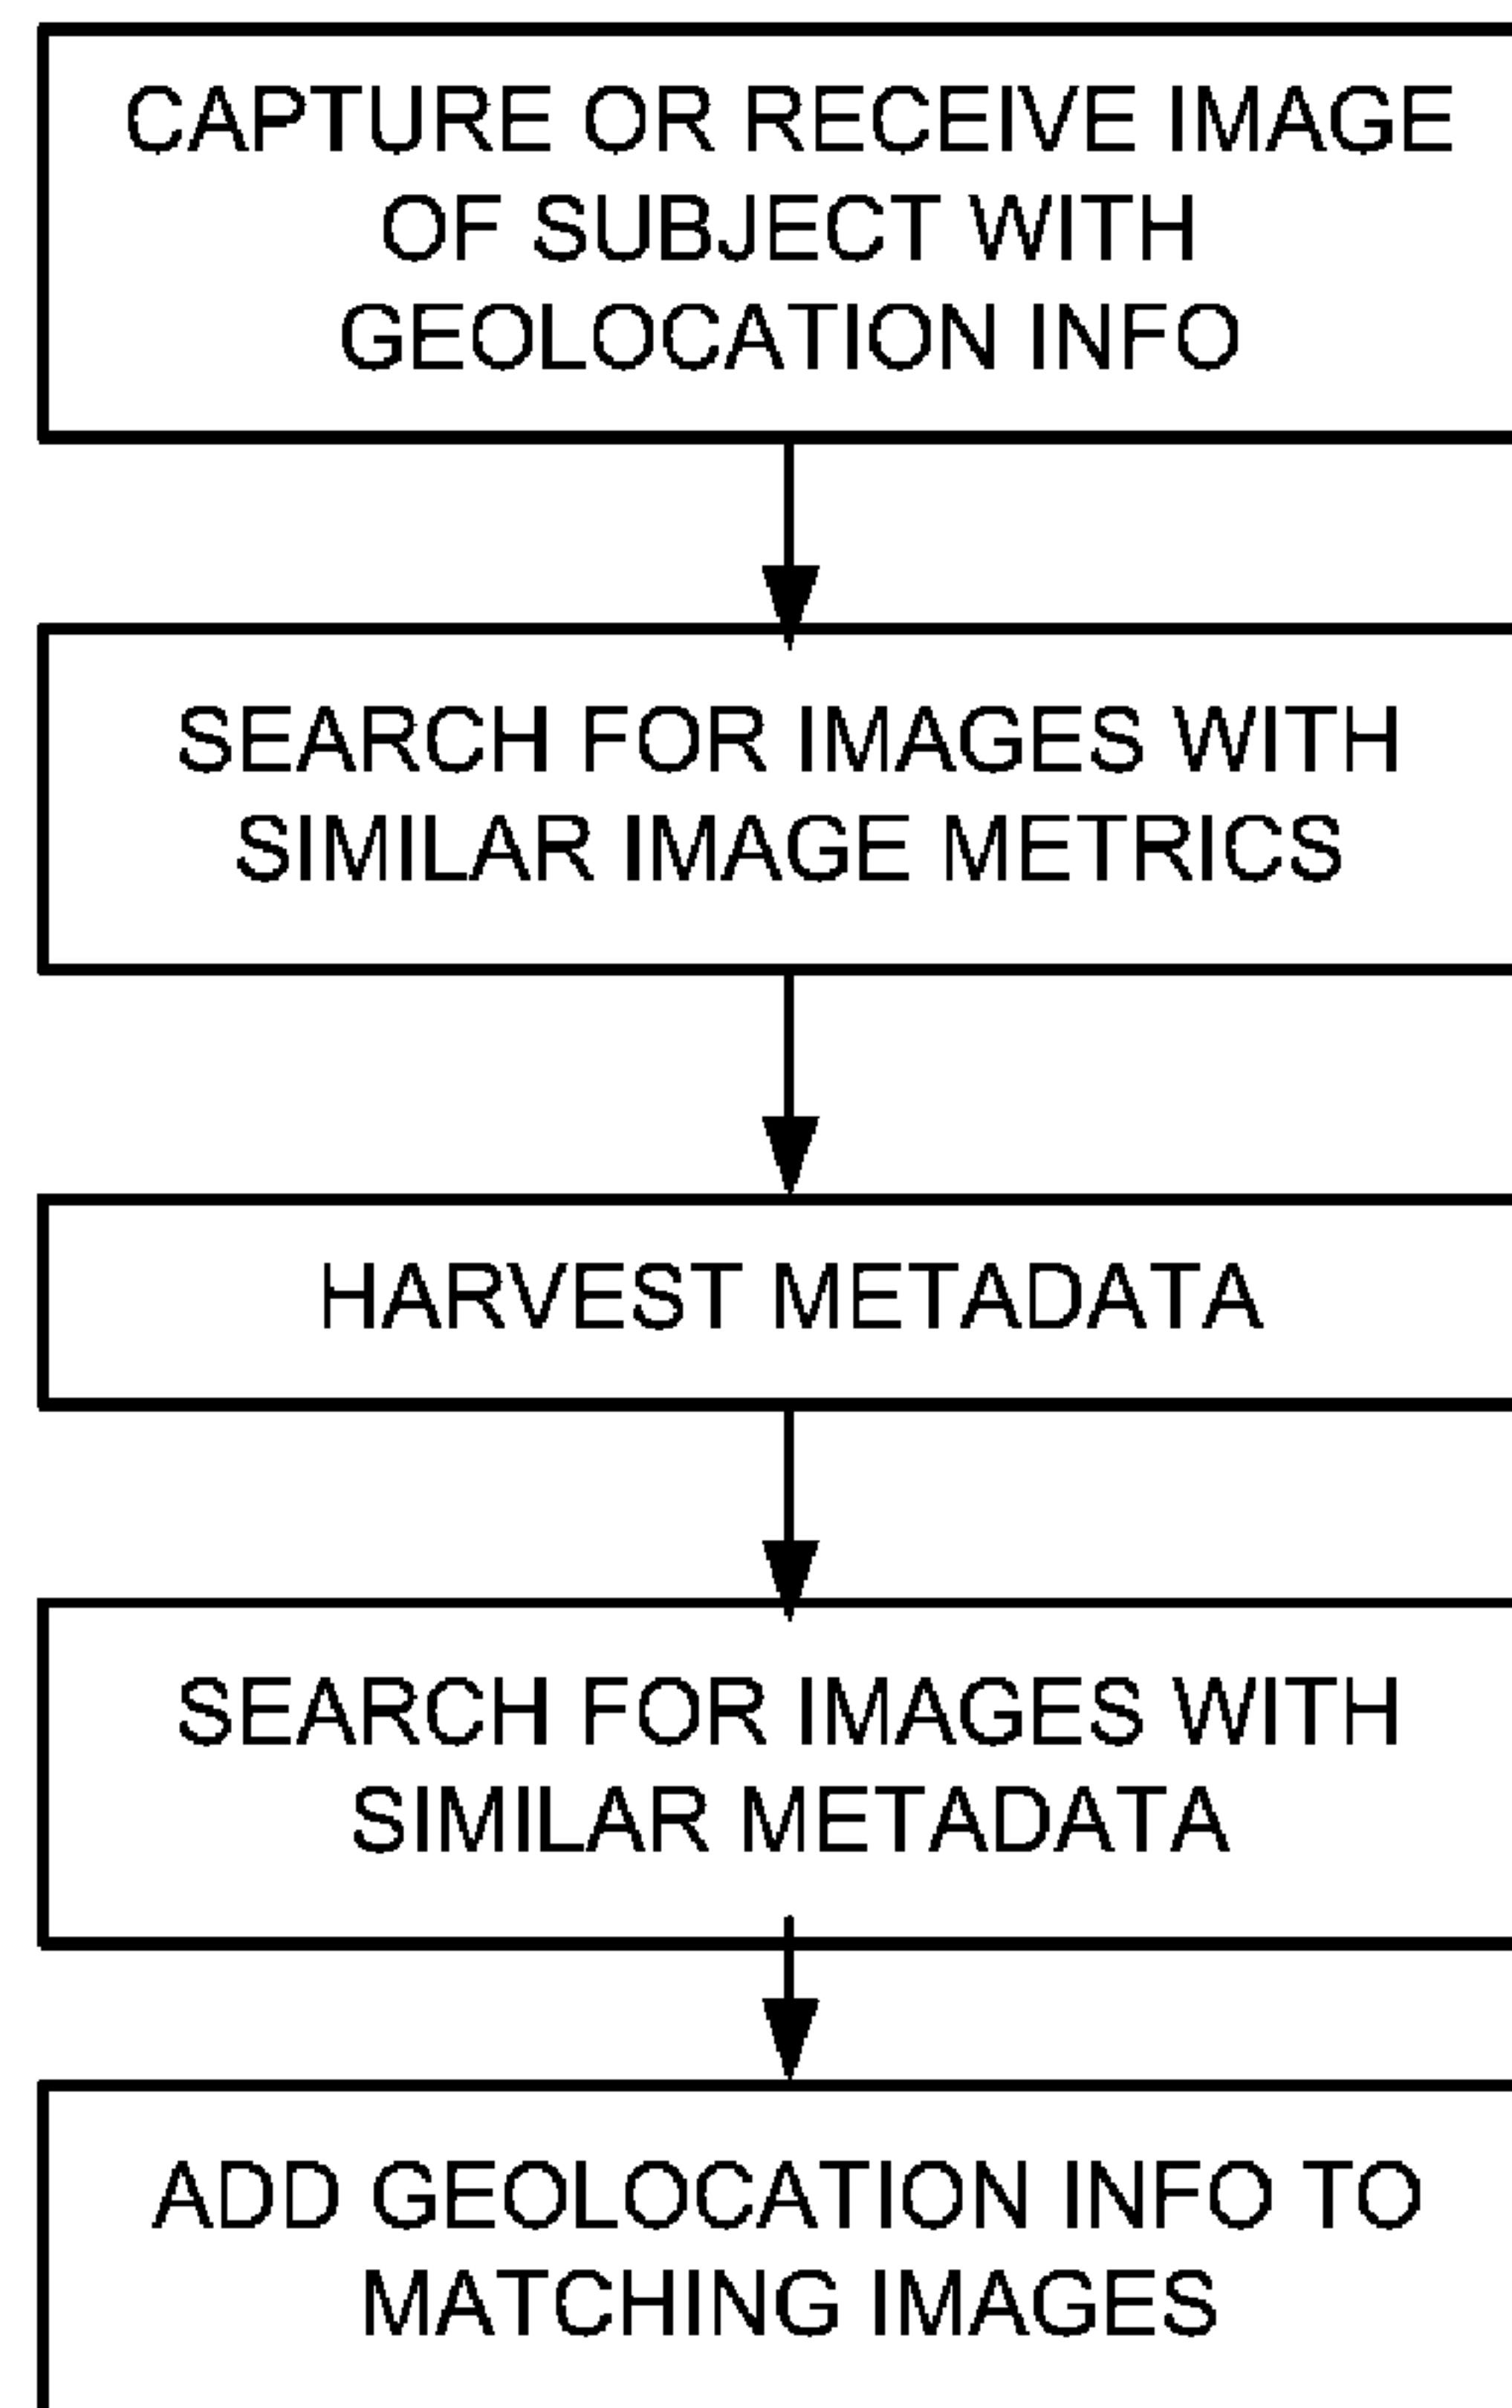 CAPTURE OR RECEIVE IMAGE
OF SUBJECT WITH
GEOLOCATION INFO
SEARCH FOR IMAGES WITH
SIMILAR IMAGE METRICS
HARVEST METADATA
SEARCH FOR IMAGES WITH
SIMILAR METADATA
ADD GEOLOCATION INFO TO
MATCHING IMAGES